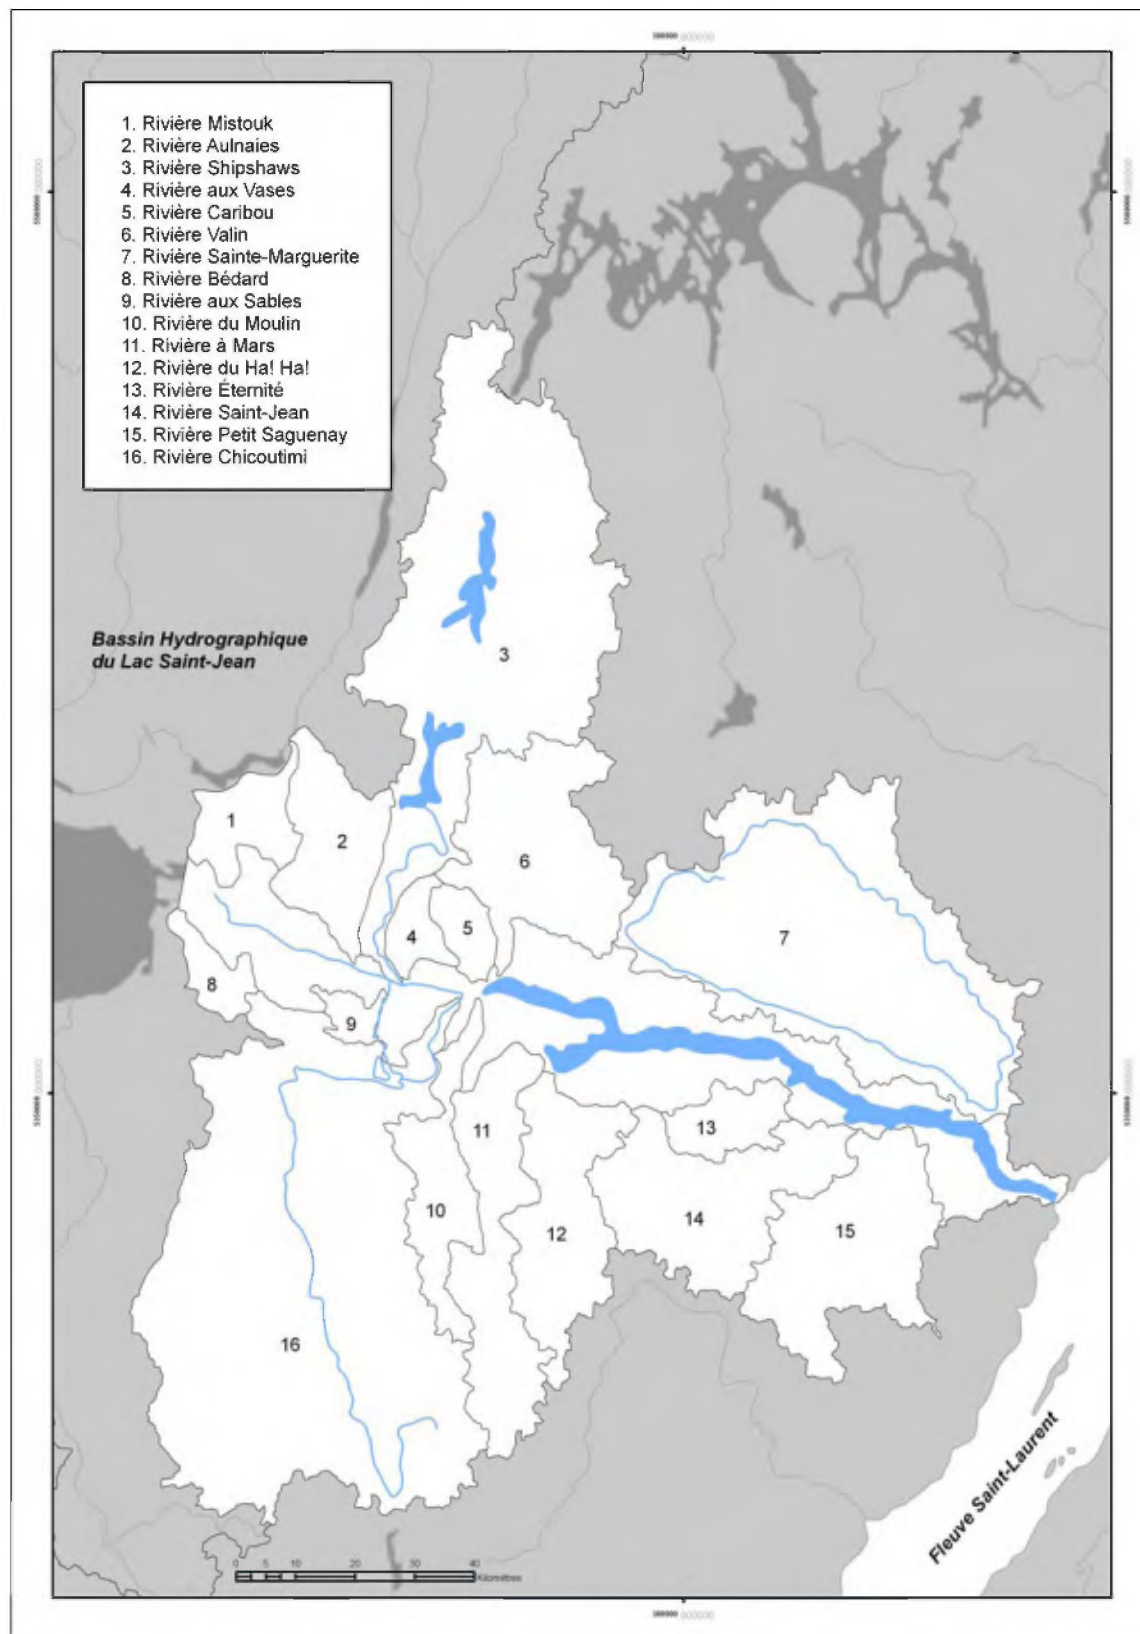 1. Rivière Mistouk
2. Rivière Aulnaies
3. Rivière Shipshaws
4. Rivière aux Vases
5. Rivière Caribou
6. Rivière Valin
7. Rivière Sainte-Marguerite
8. Rivière Bédard
9. Rivière aux Sables
10. Rivière du Moulin
11. Rivière à Mars
12. Rivière du Ha! Ha!
13. Rivière Éternité
14. Rivière Saint-Jean
15. Rivière Petit Saguenay
16. Rivière Chicoutimi
Bassin Hydrographique
du Lac Saint-Jean
3
1
2
6
4
5
7
8
9
13
11
10
12
14
15
16
Fleuve Saint-Laurent
0 5 10 20 30 40
Kilomètres